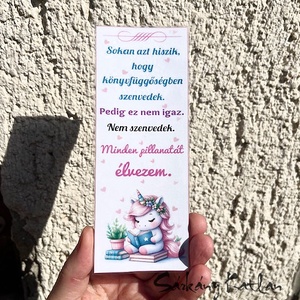 Sokan azt hiszik,
hogy
könyvfüggőségben
szenvedek.
Pedig ez nem igaz.
Nem szenvedek.
Minden pillanatát
élvezem.
Sárkány Katlan